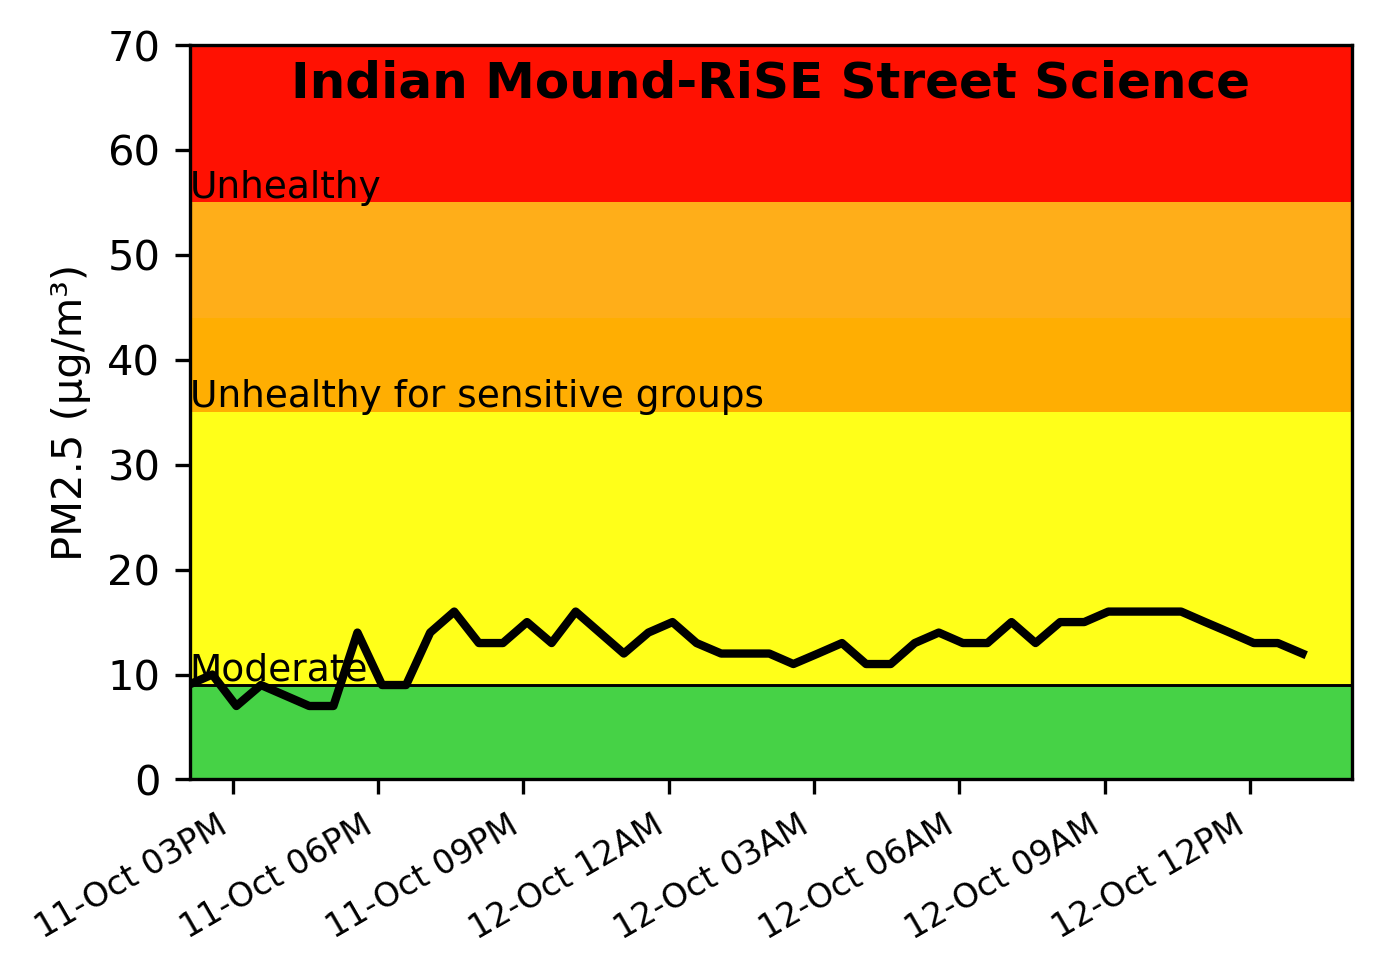 Indian Mound-RiSE Street Science
70
60
Unhealthy
50
40
Unhealthy for sensitive groups
30
20
Moderate
10
0
PM2.5 (µg/m³)
11-Oct 03PM
11-Oct 06PM
11-Oct 09PM
12-Oct 12AM
12-Oct 03AM
12-Oct 06AM
12-Oct 09AM
12-Oct 12PM